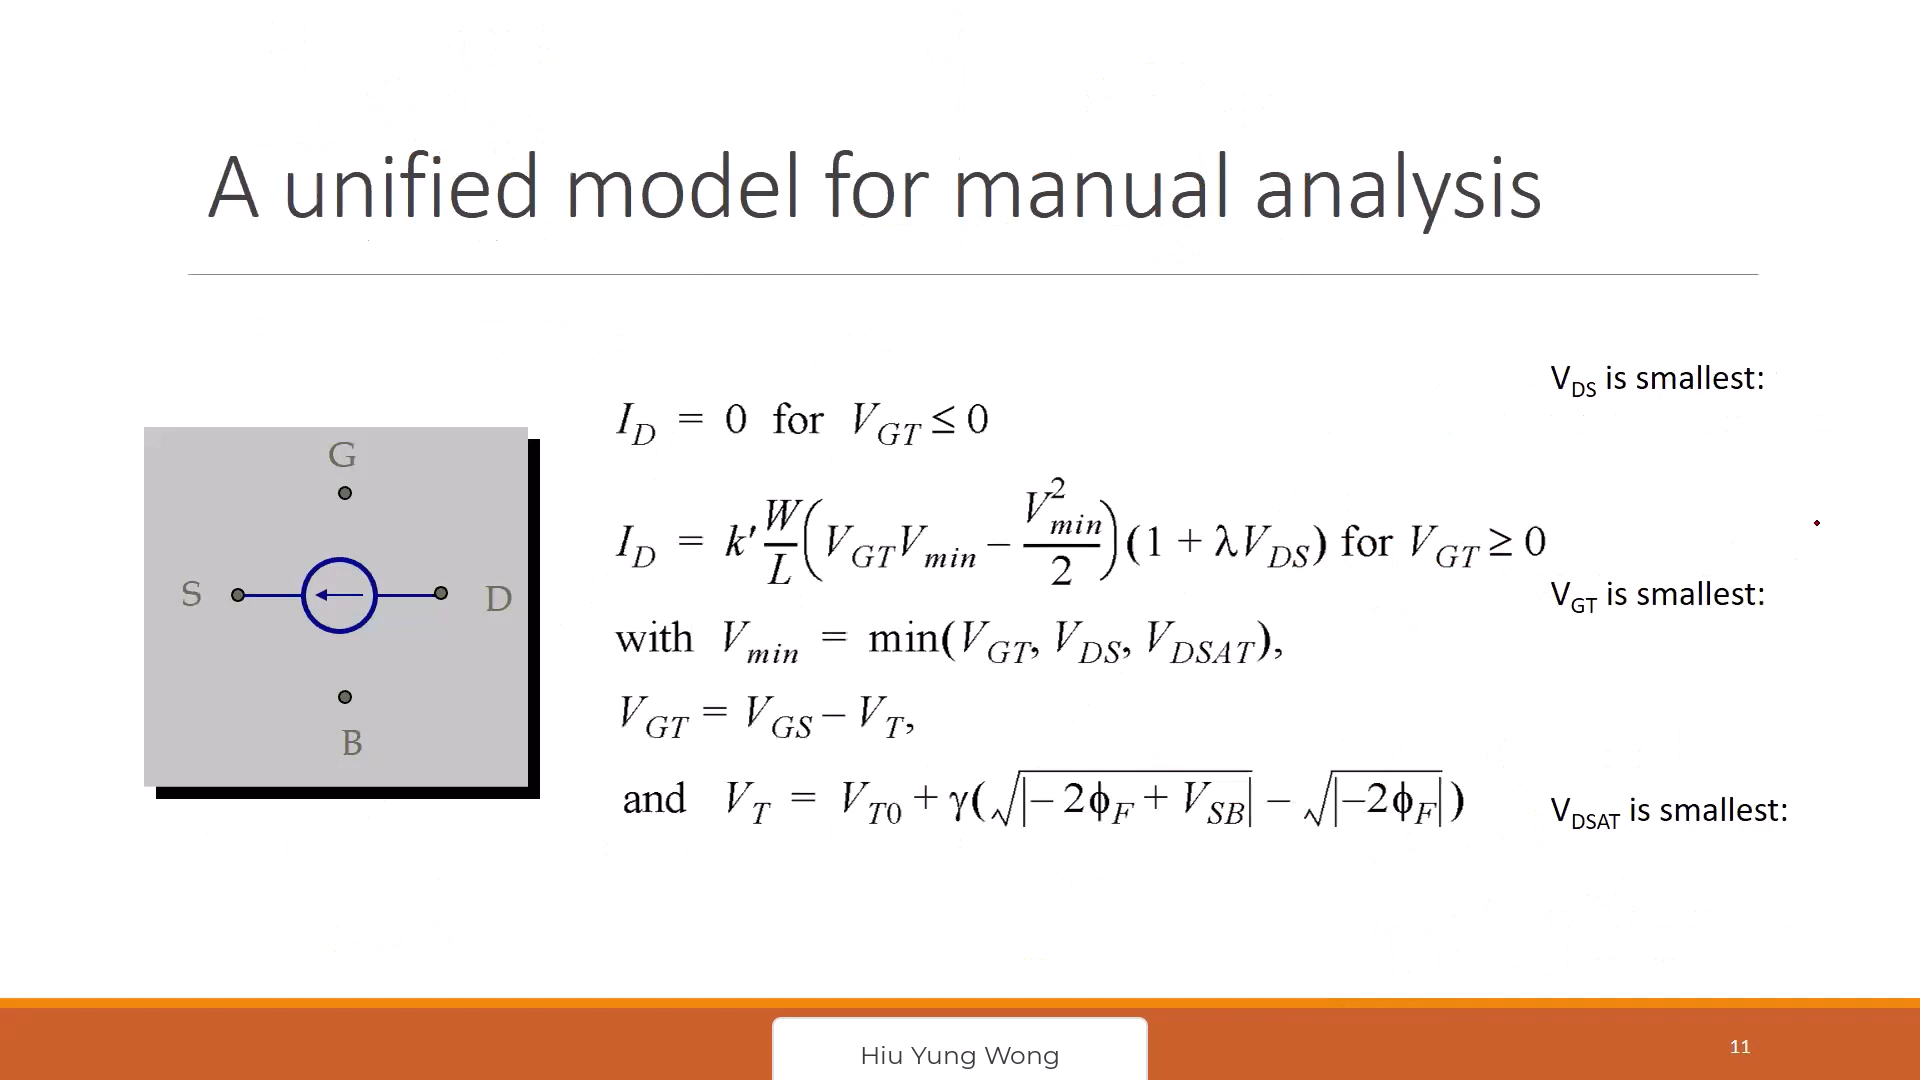 A unified model for manual analysis
V_DS is smallest:
I_D = 0 for V_GT ≤ 0
G
I_D = k′ W/L (V_GT V_min − V_min^2/2)(1 + λV_DS) for V_GT ≥ 0
S
D
V_GT is smallest:
with V_min = min(V_GT, V_DS, V_DSAT),
V_GT = V_GS − V_T,
B
and V_T = V_T0 + γ(√|−2ϕ_F + V_SB| − √|−2ϕ_F|)
V_DSAT is smallest:
Hiu Yung Wong
11